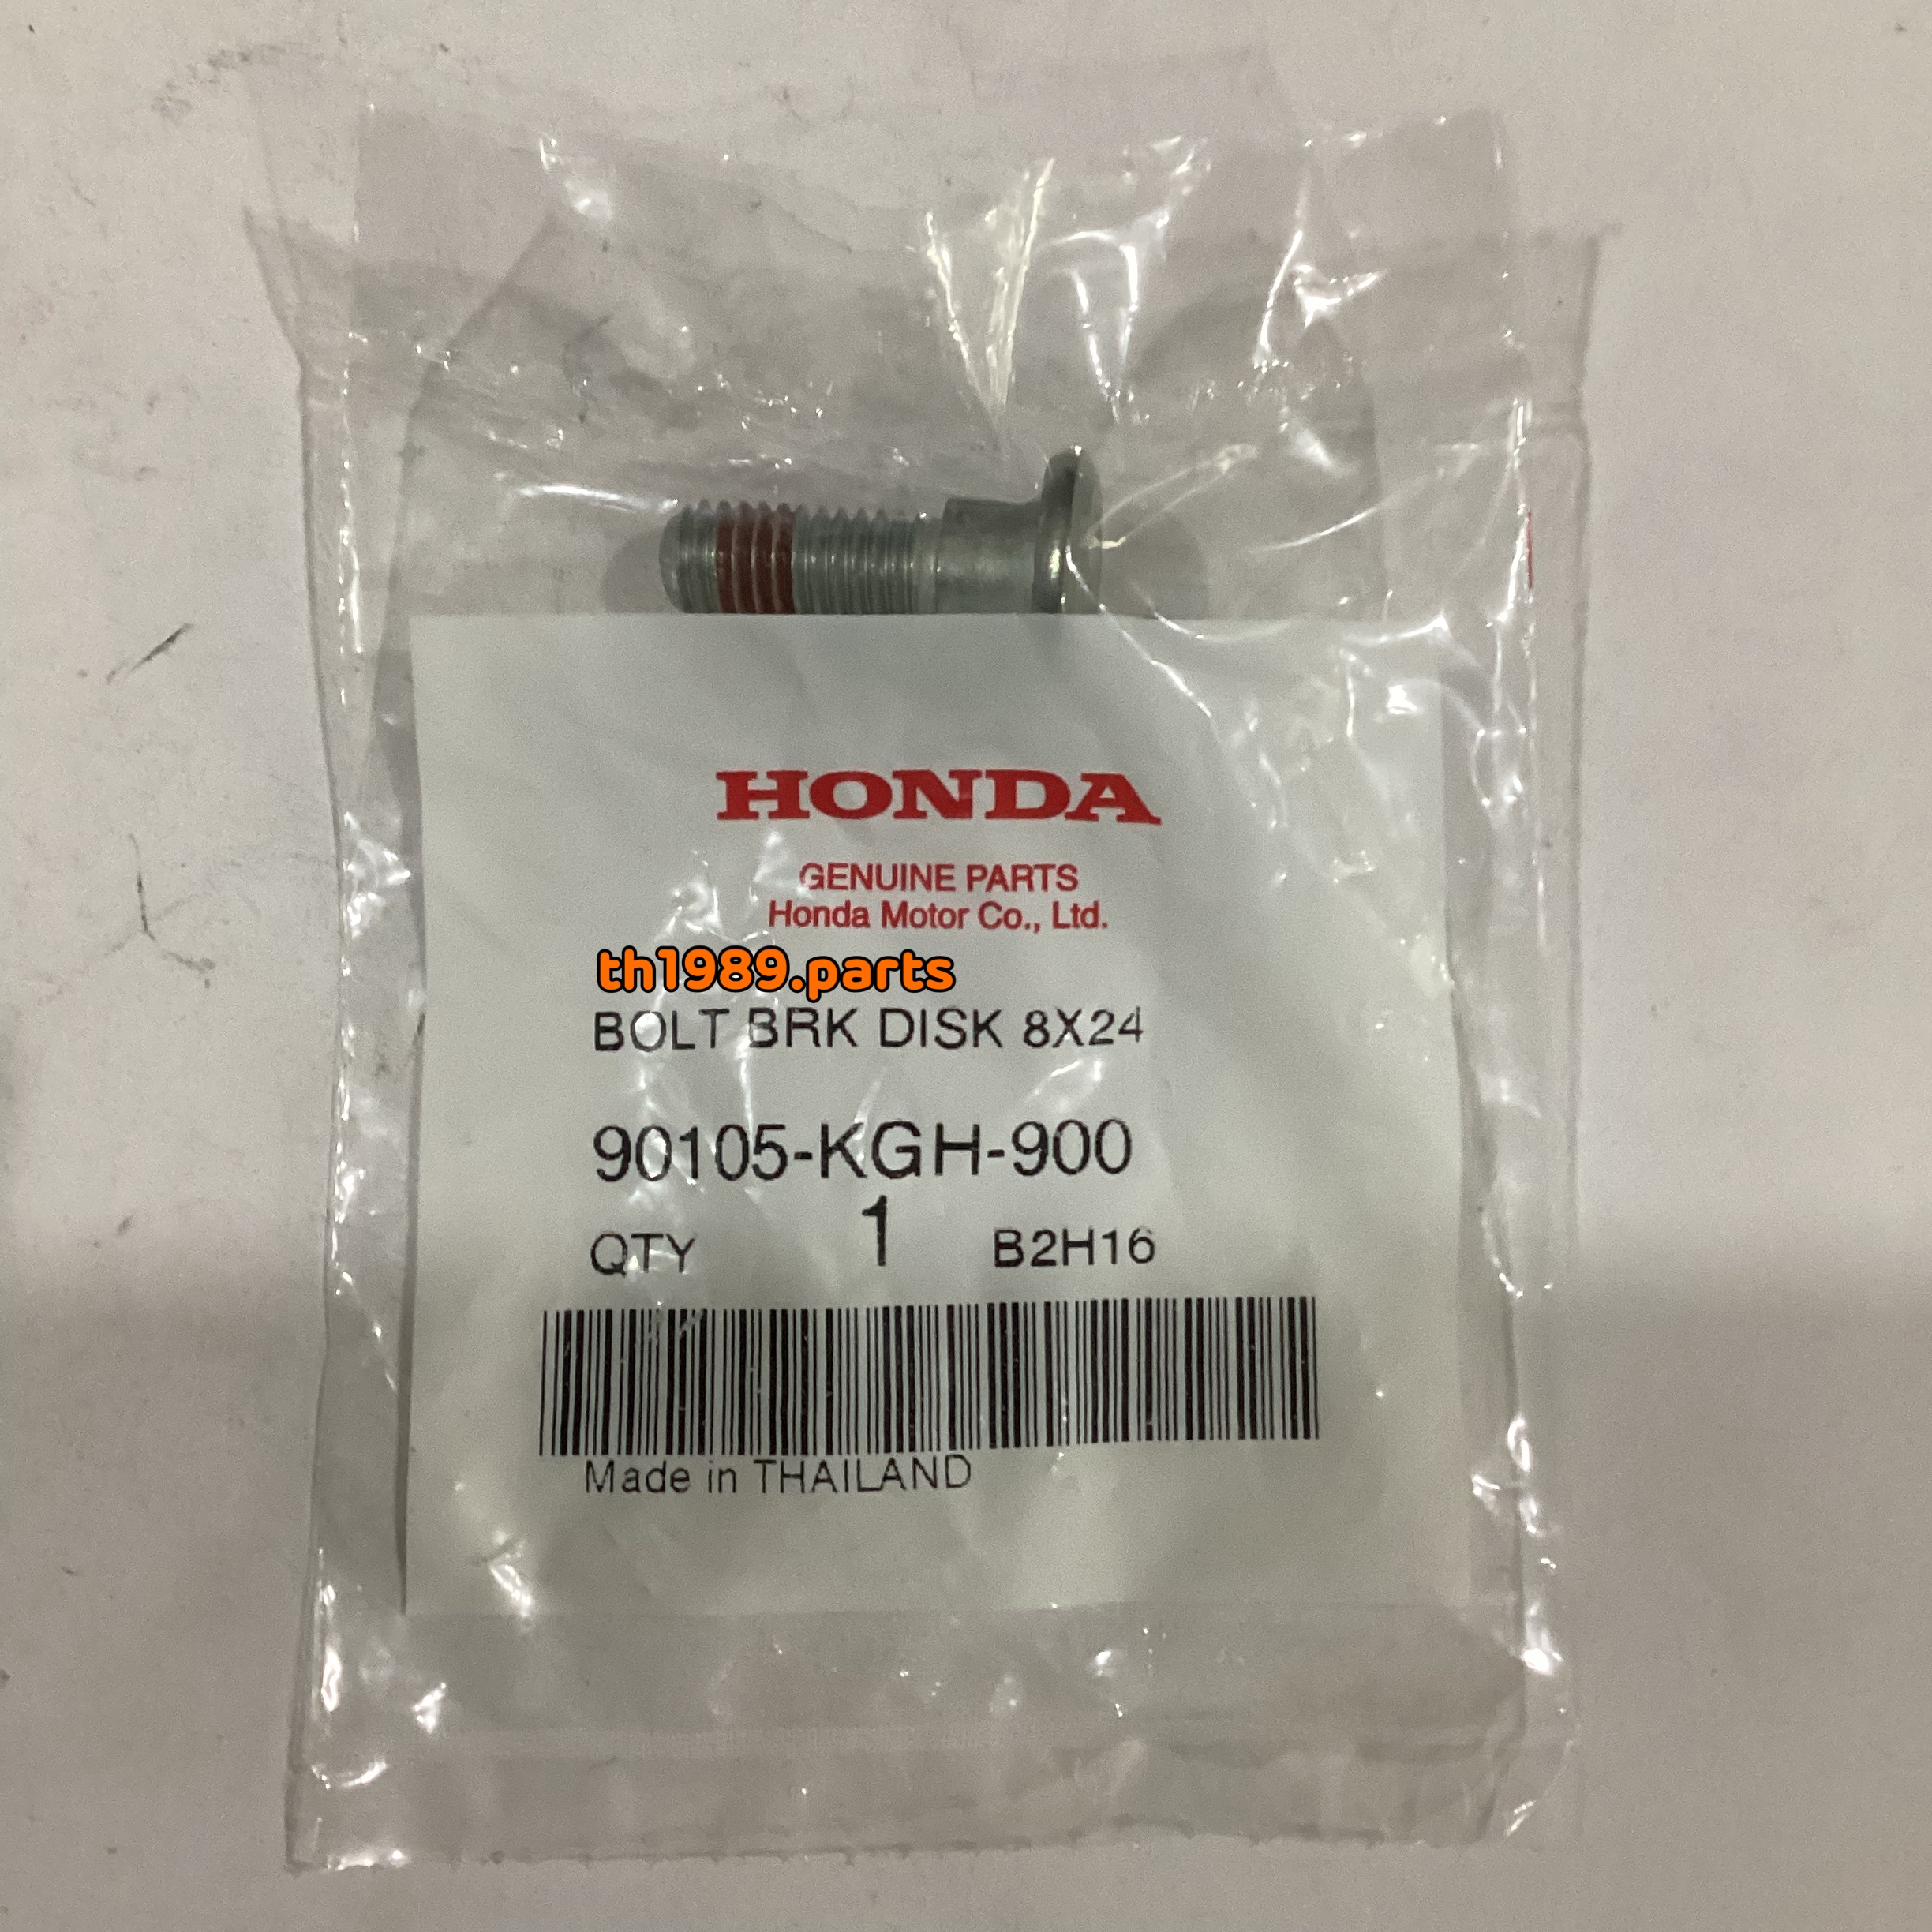 HONDA
GENUINE PARTS
Honda Motor Co., Ltd.
th1989.parts
BOLT BRK DISK 8X24
90105-KGH-900
QTY 1 B2H16
Made in THAILAND